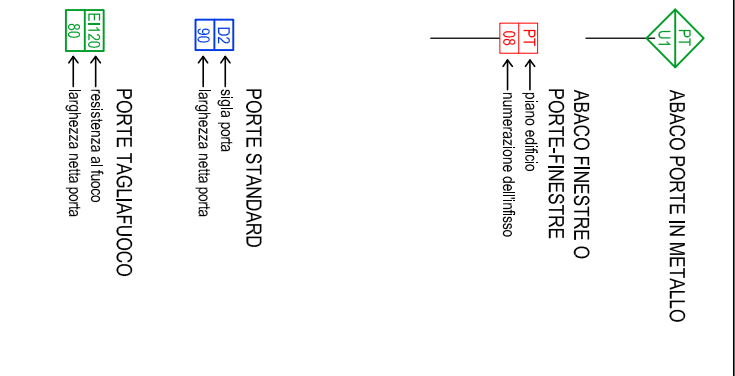 PT
U1
ABACO PORTE IN METALLO
PT
08
piano edificio
numerazione dell'infisso
ABACO FINESTRE O
PORTE-FINESTRE
D2
90
sigla porta
larghezza netta porta
PORTE STANDARD
EI120
80
resistenza al fuoco
larghezza netta porta
PORTE TAGLIAFUOCO